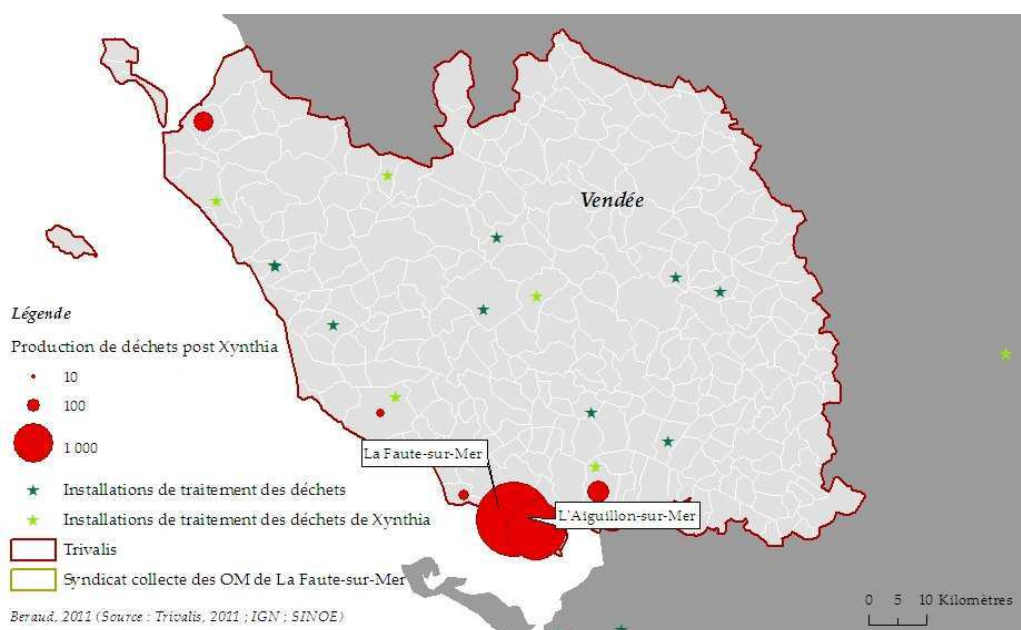 Vendée
Légende
Production de déchets post Xynthia
10
100
1 000
La Faute-sur-Mer
L'Aiguillon-sur-Mer
Installations de traitement des déchets
Installations de traitement des déchets de Xynthia
Trivalis
Syndicat collecte des OM de La Faute-sur-Mer
Beraud, 2011 (Source : Trivalis, 2011 ; IGN ; SINOE)
0 5 10 Kilomètres